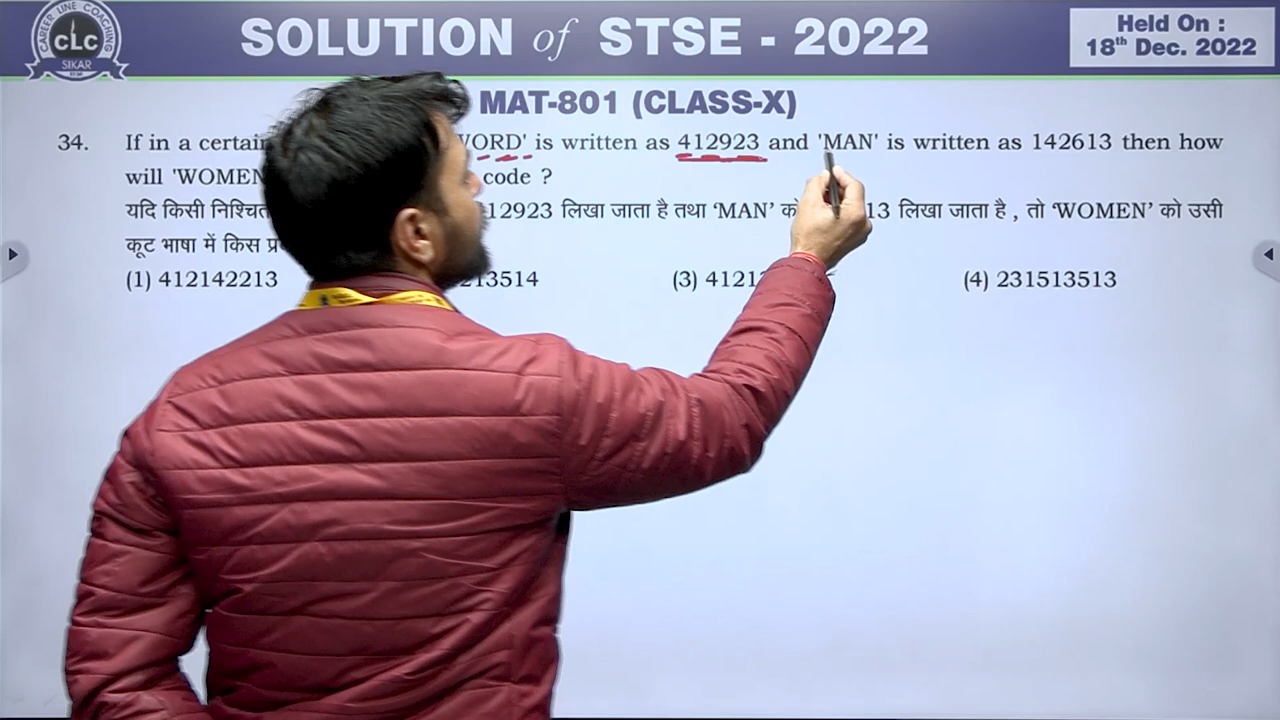 CAREER LINE COACHING
CLC
SIKAR
SOLUTION of STSE - 2022
Held On :
18th Dec. 2022
MAT-801 (CLASS-X)
34. If in a certain WORD' is written as 412923 and 'MAN' is written as 142613 then how
will 'WOMEN code ?
यदि किसी निश्चित 12923 लिखा जाता है तथा ‘MAN’ 13 लिखा जाता है , तो ‘WOMEN’ को उसी
कूट भाषा में किस
(1) 412142213 213514 (3) 4121 (4) 231513513